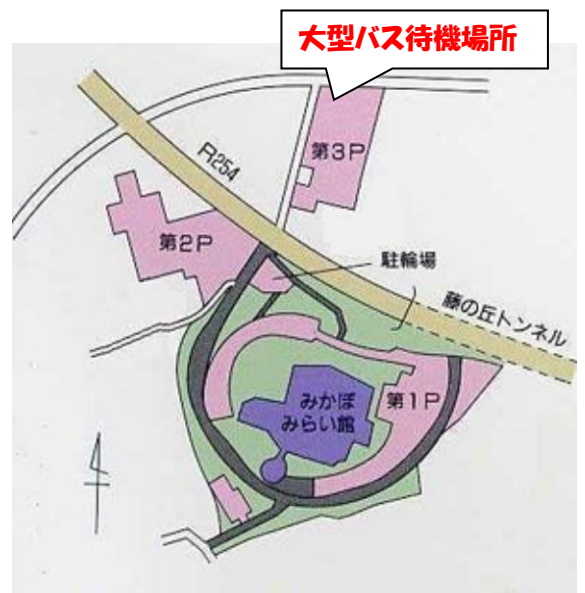 大型バス待機場所
第3P
R254
第2P
駐輪場
藤の丘トンネル
みかぼ
みらい館
第1P